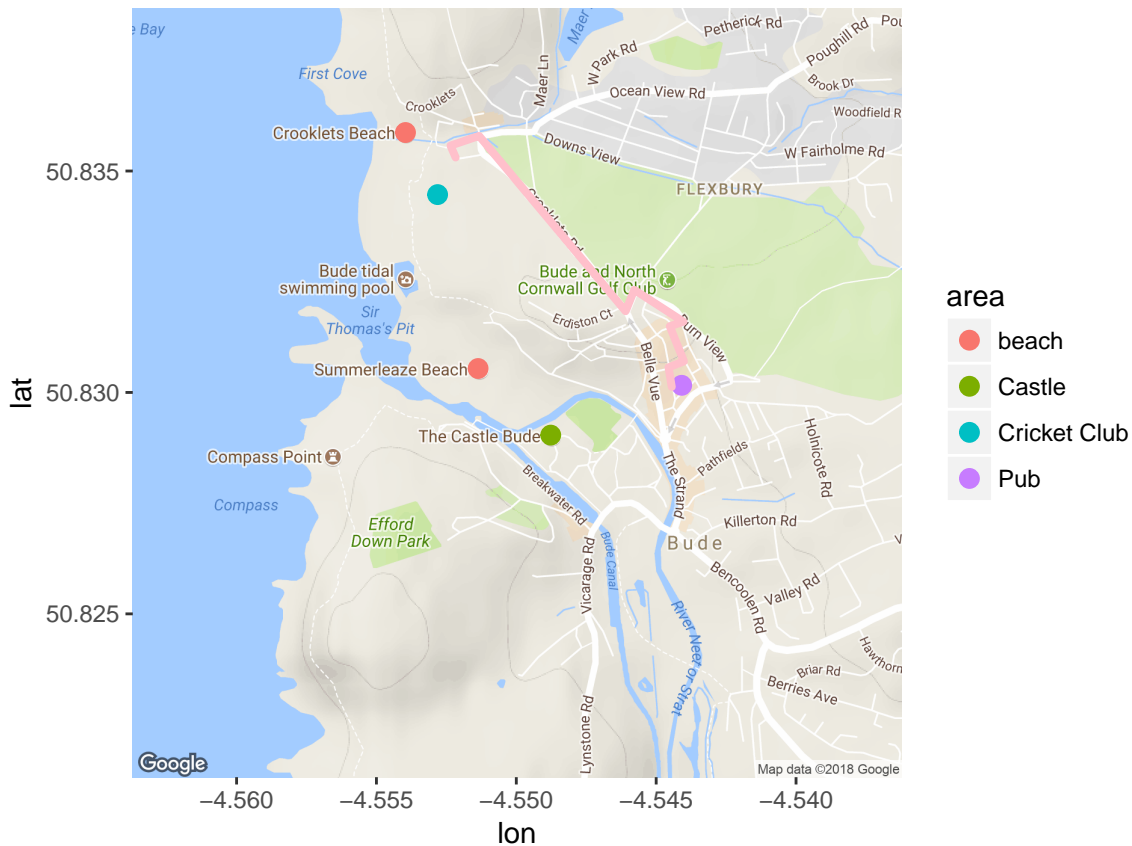 e Bay
First Cove
Maer L
Petherick Rd
Pou
W Park Rd
Poughill Rd
Maer Ln
Ocean View Rd
Brook Dr
Crooklets
Woodfield R
Crooklets Beach
Downs View
W Fairholme Rd
50.835
FLEXBURY
Crooklets Rd
Bude tidal
swimming pool
Bude and North
Cornwall Golf Club
Sir
Thomas's Pit
Erdiston Ct
Burn View
Belle Vue
Summerleaze Beach
50.830
The Castle Bude
Compass Point
Holnicote Rd
Pathfields
The Strand
Breakwater Rd
Compass
Efford
Down Park
Killerton Rd
V
Bude
Bude Canal
Vicarage Rd
Bencoolen Rd
Valley Rd
50.825
River Neet or Strat
Hawthorn
Briar Rd
Berries Ave
Lynstone Rd
Google
Map data ©2018 Google
−4.560
−4.555
−4.550
−4.545
−4.540
lon
lat
area
beach
Castle
Cricket Club
Pub